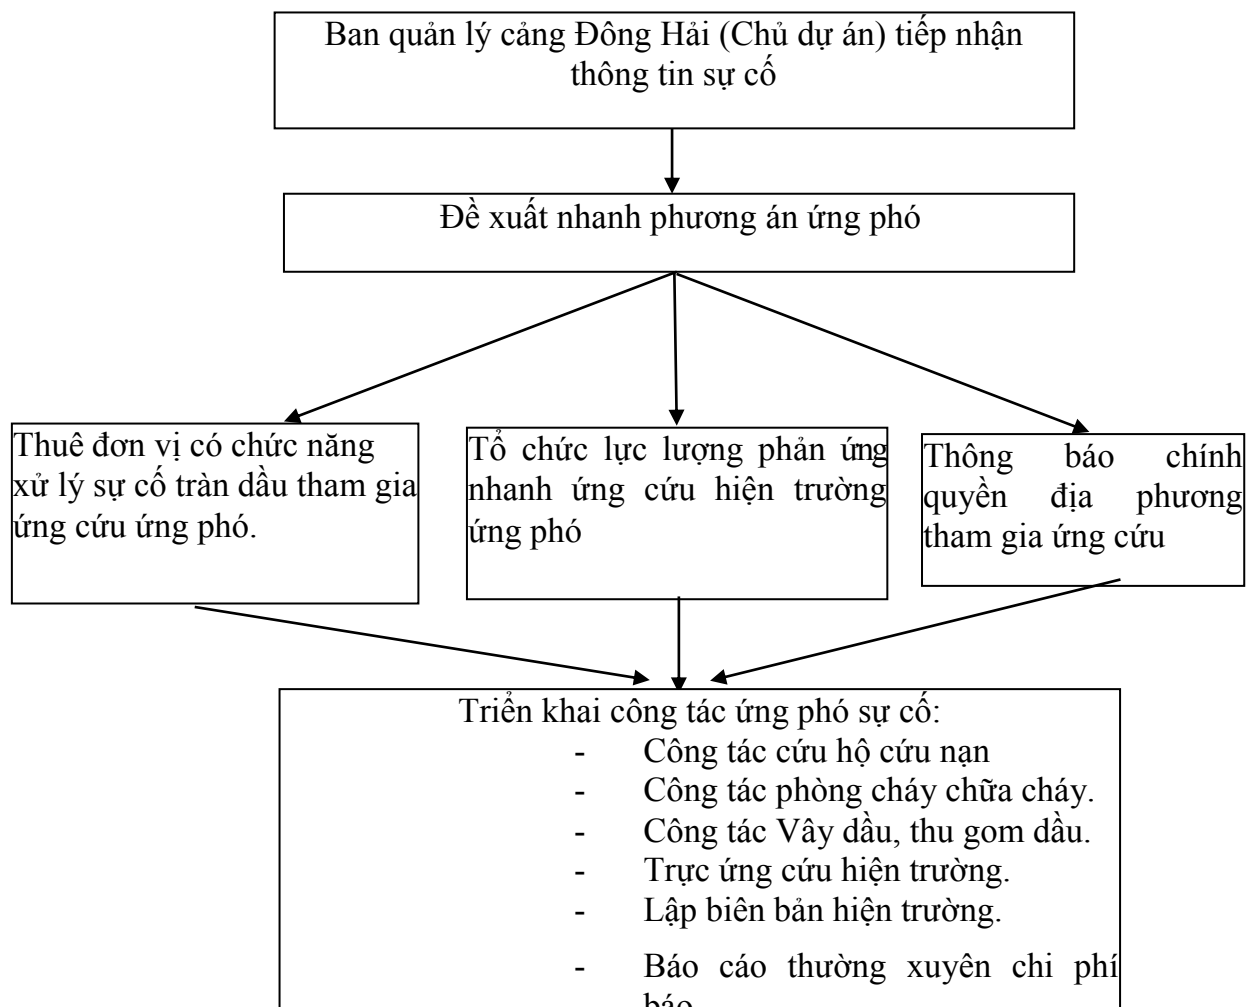 Ban quản lý cảng Đông Hải (Chủ dự án) tiếp nhận
thông tin sự cố
Đề xuất nhanh phương án ứng phó
Thuê đơn vị có chức năng
xử lý sự cố tràn dầu tham gia
ứng cứu ứng phó.
Tổ chức lực lượng phản ứng
nhanh ứng cứu hiện trường
ứng phó
Thông báo chính
quyền địa phương
tham gia ứng cứu
Triển khai công tác ứng phó sự cố:
- Công tác cứu hộ cứu nạn
- Công tác phòng cháy chữa cháy.
- Công tác Vây dầu, thu gom dầu.
- Trực ứng cứu hiện trường.
- Lập biên bản hiện trường.
- Báo cáo thường xuyên chi phí
báo